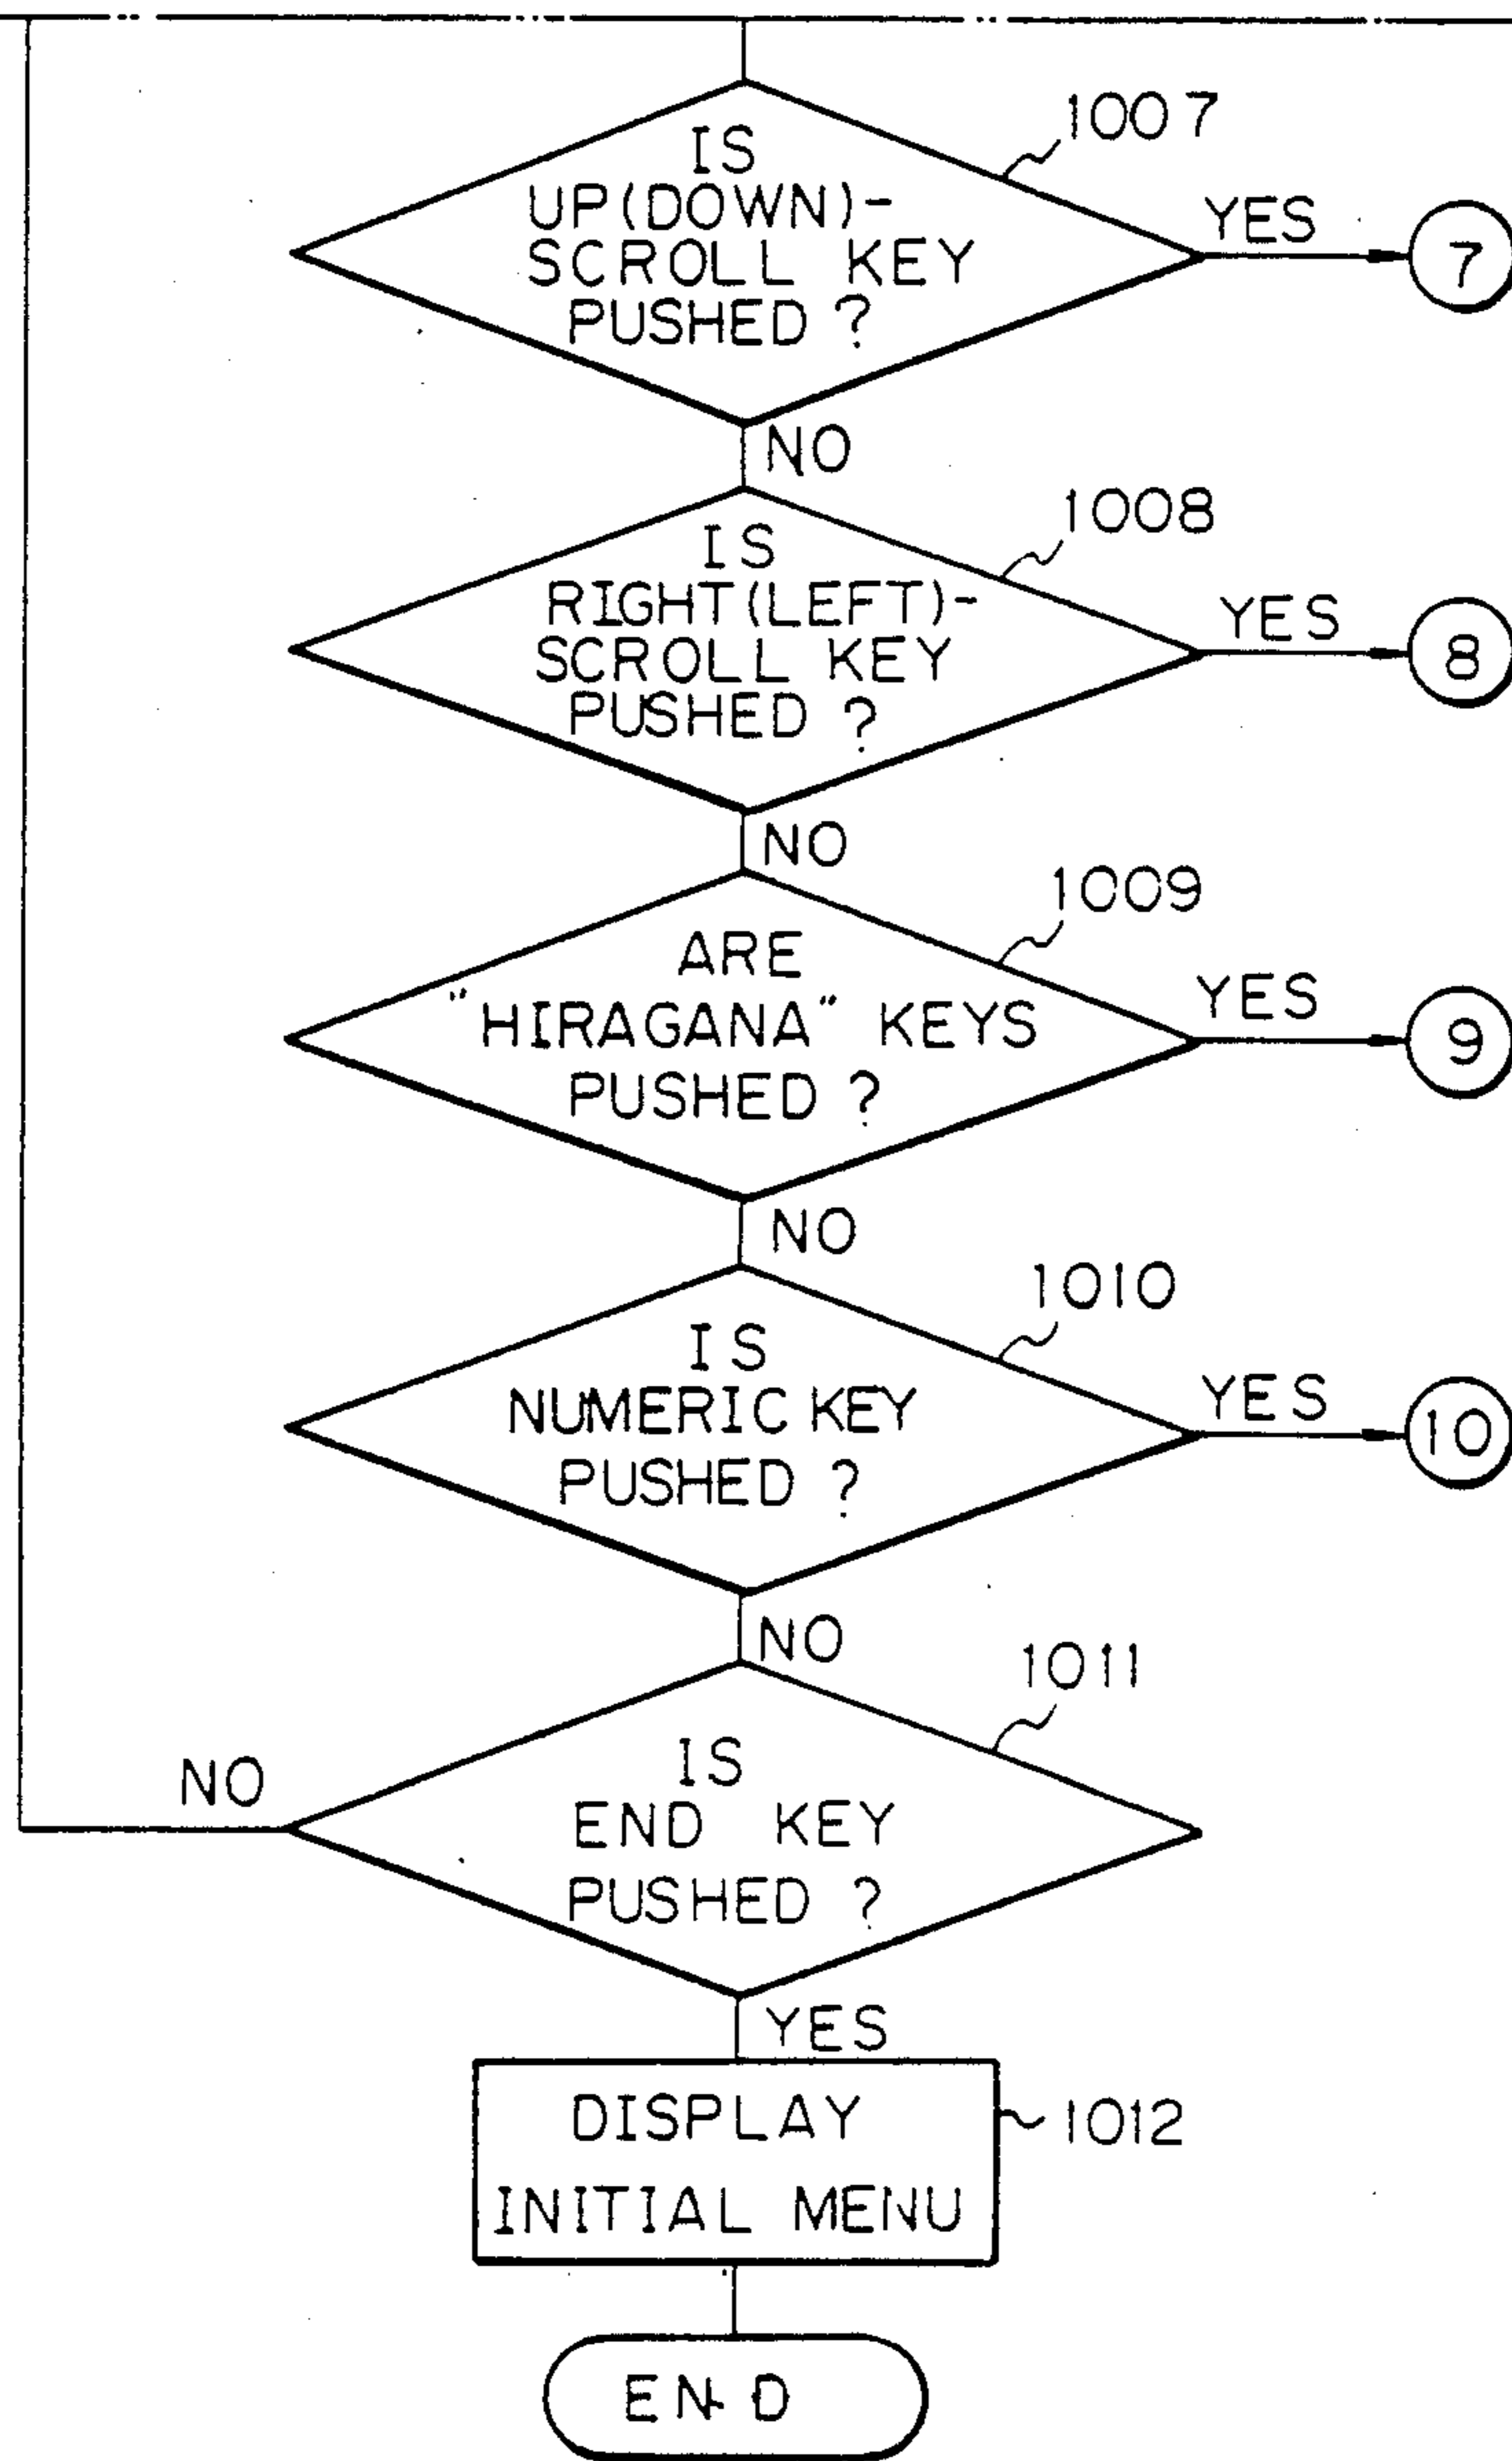 1007
IS
UP(DOWN)-
SCROLL KEY
PUSHED ?
YES
7
NO
1008
IS
RIGHT(LEFT)-
SCROLL KEY
PUSHED ?
YES
8
NO
1009
ARE
"HIRAGANA" KEYS
PUSHED ?
YES
9
NO
1010
IS
NUMERIC KEY
PUSHED ?
YES
10
NO
1011
IS
END KEY
PUSHED ?
NO
YES
DISPLAY
INITIAL MENU
1012
END